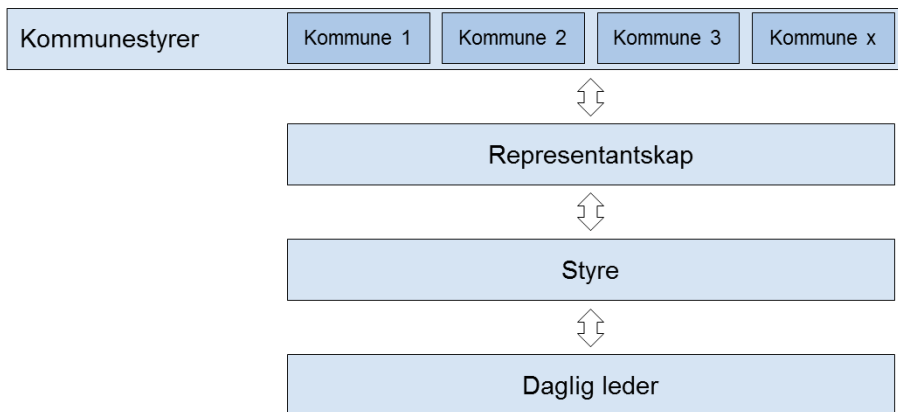 Kommunestyrer
Kommune 1
Kommune 2
Kommune 3
Kommune x
Representantskap
Styre
Daglig leder